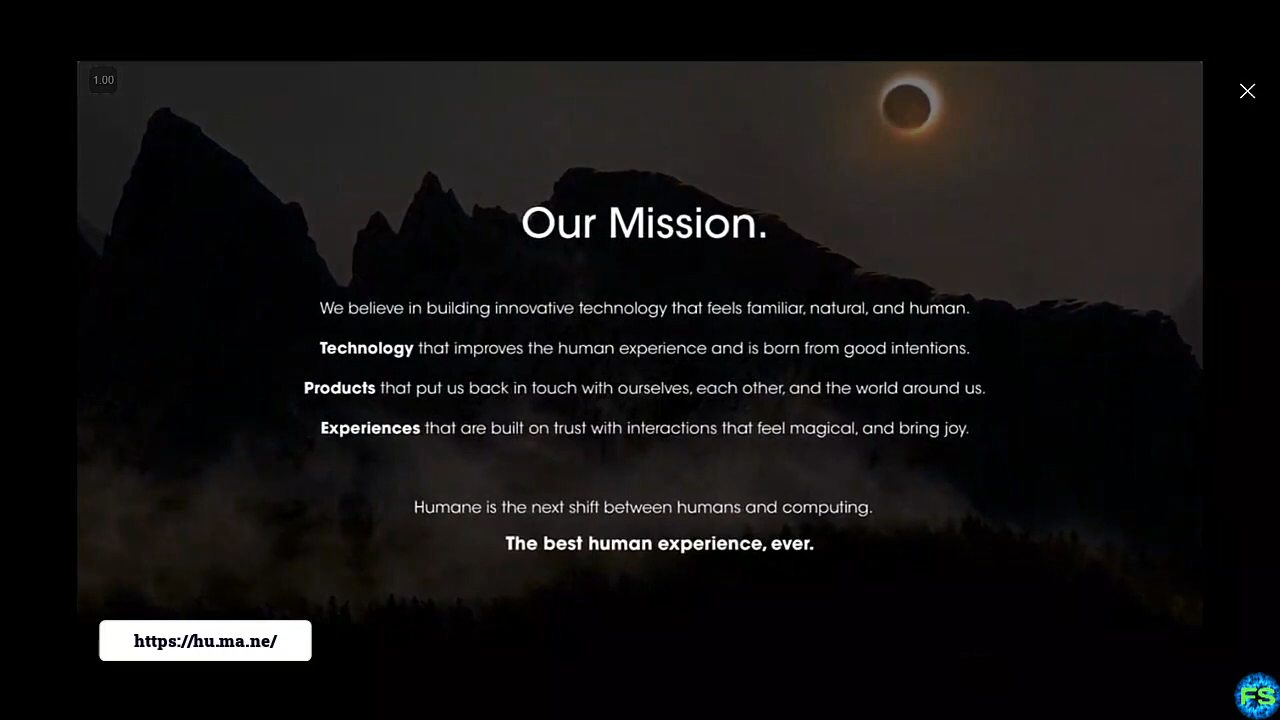 1.00
Our Mission.
We believe in building innovative technology that feels familiar, natural, and human.
Technology that improves the human experience and is born from good intentions.
Products that put us back in touch with ourselves, each other, and the world around us.
Experiences that are built on trust with interactions that feel magical, and bring joy.
Humane is the next shift between humans and computing.
The best human experience, ever.
https://hu.ma.ne/
FS